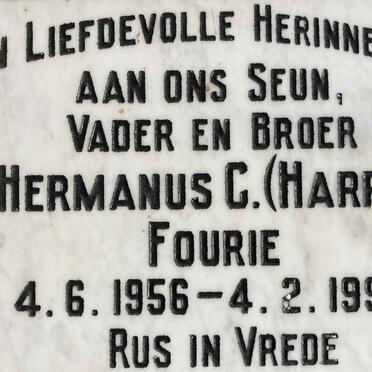 LIEFDEVOLLE
AAN ONS SEUN,
VADER EN BROER
HERMANUS C. (HARR
FOURIE
4.6.1956 – 4.2.199
RUS IN VREDE